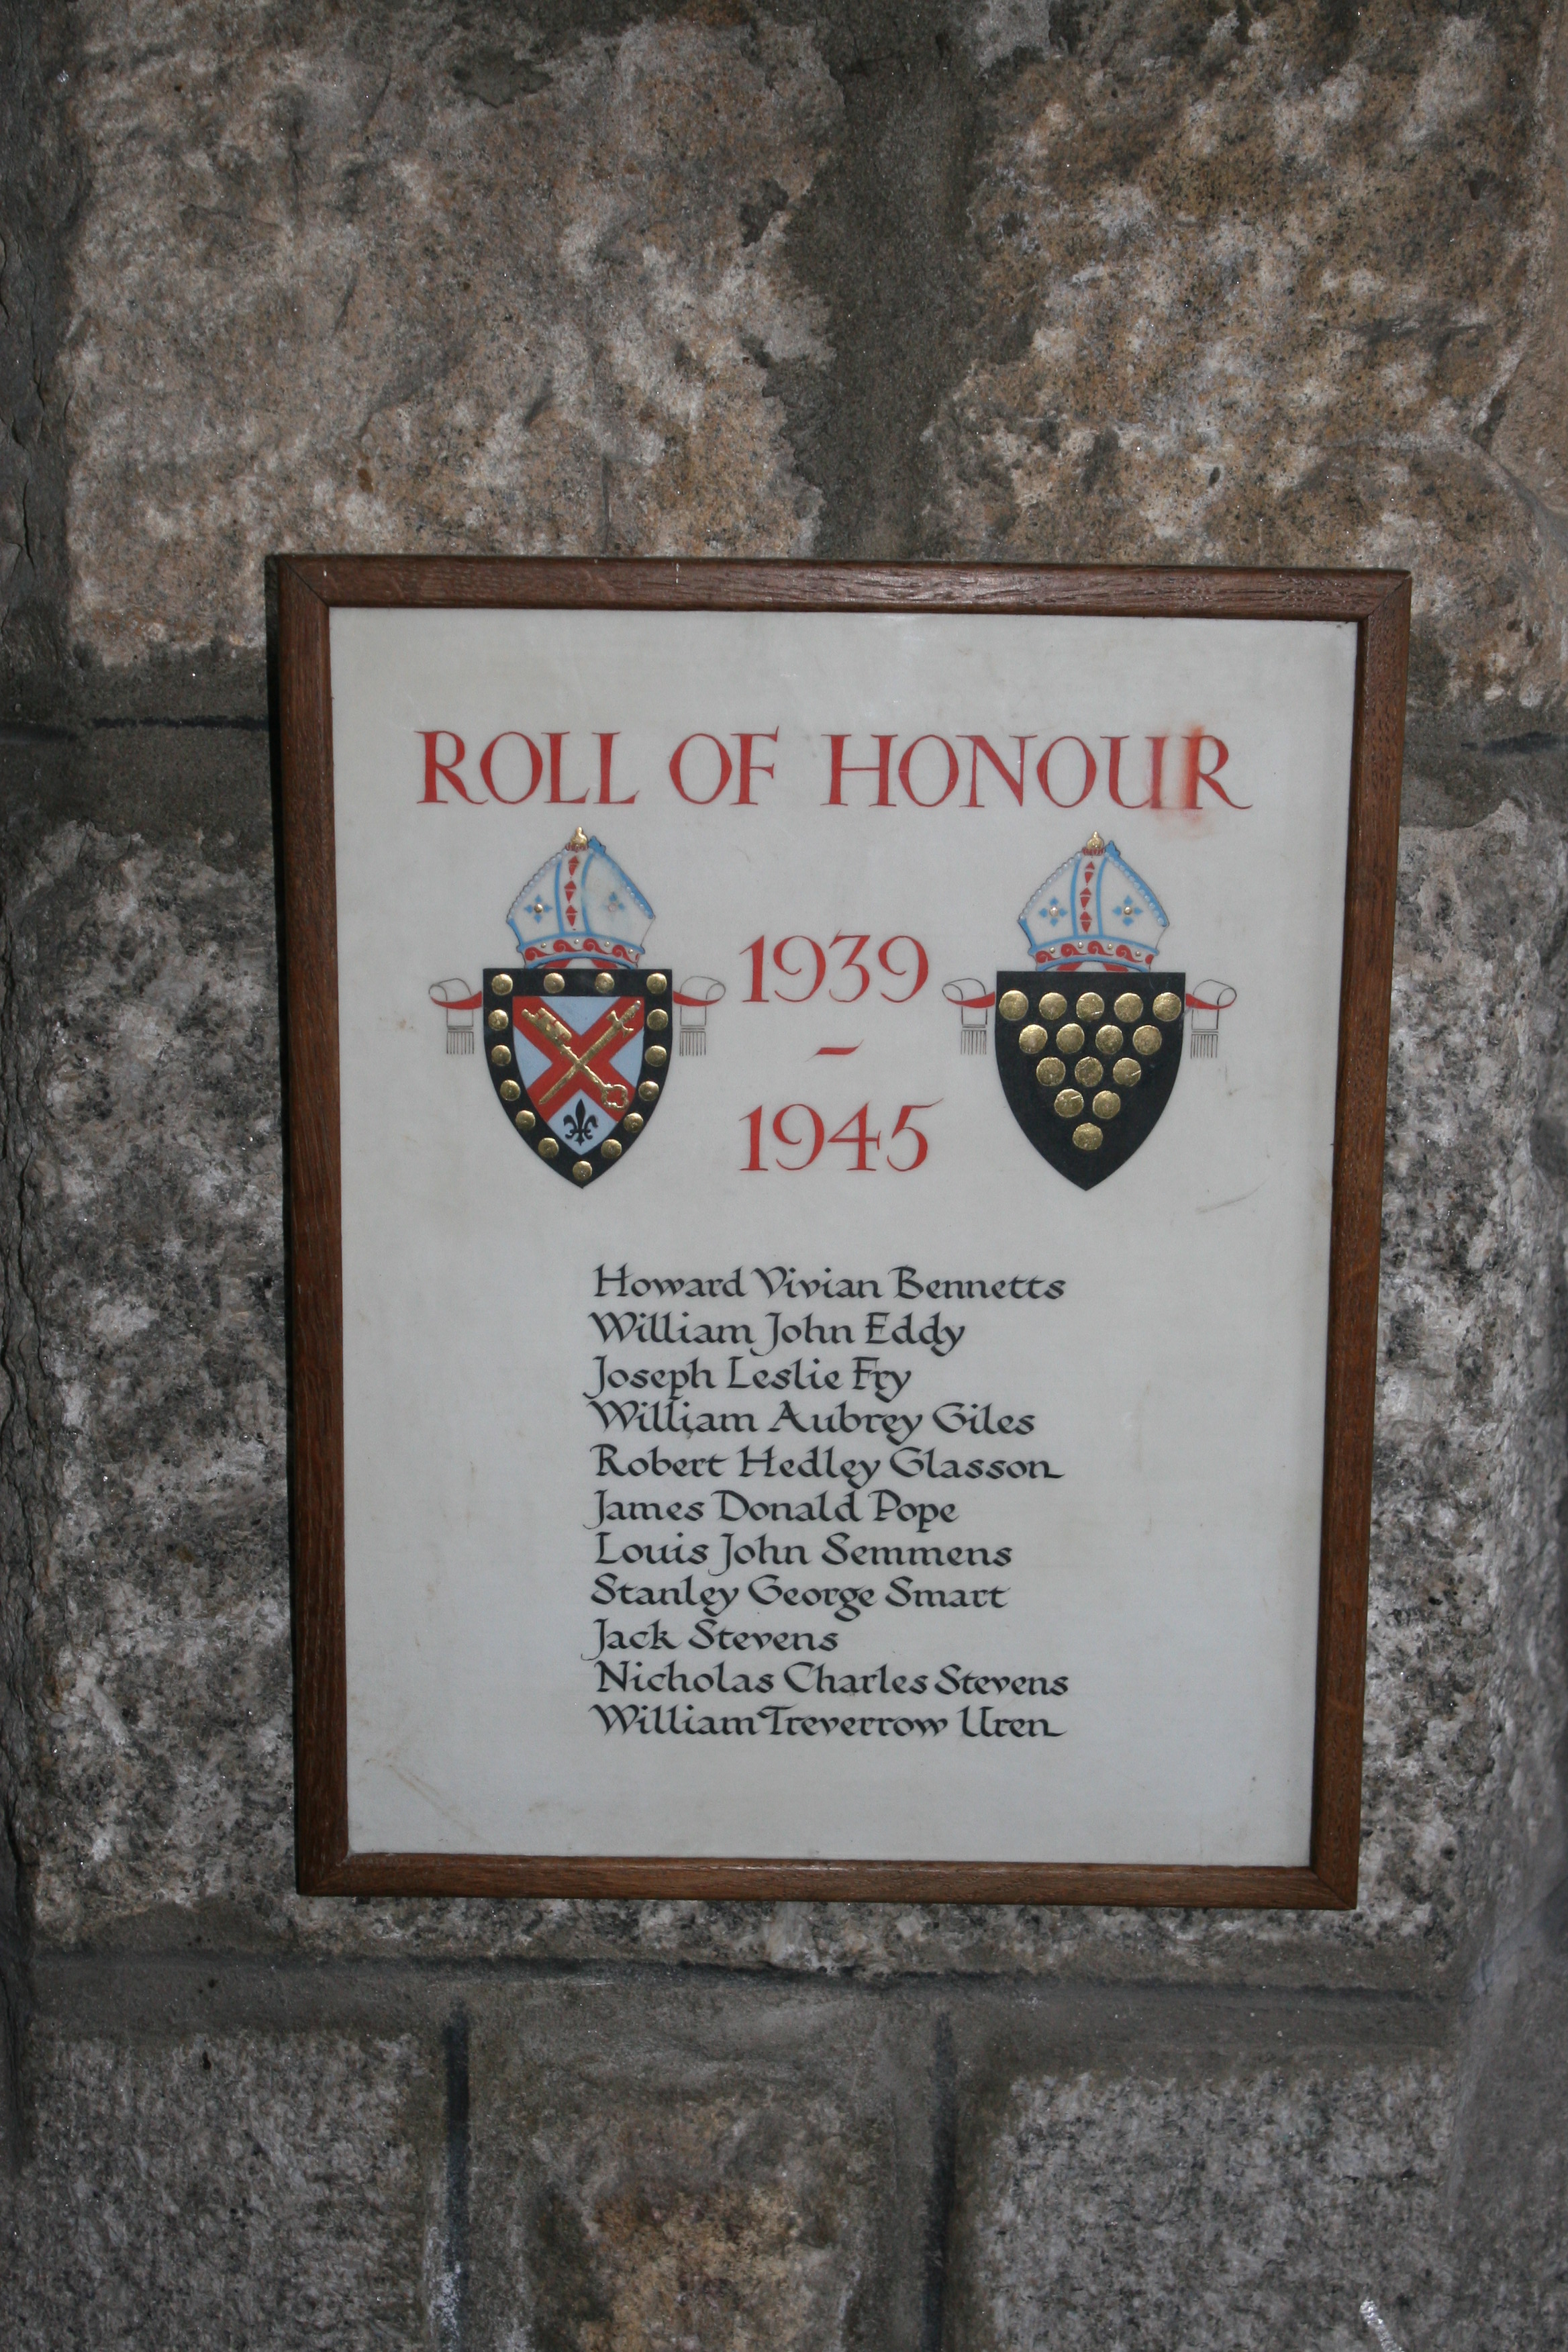 ROLL OF HONOUR
1939
–
1945
Howard Vivian Bennetts
William John Eddy
Joseph Leslie Fry
William Aubrey Giles
Robert Hedley Glasson
James Donald Pope
Louis John Semmens
Stanley George Smart
Jack Stevens
Nicholas Charles Stevens
William Treverrow Uren